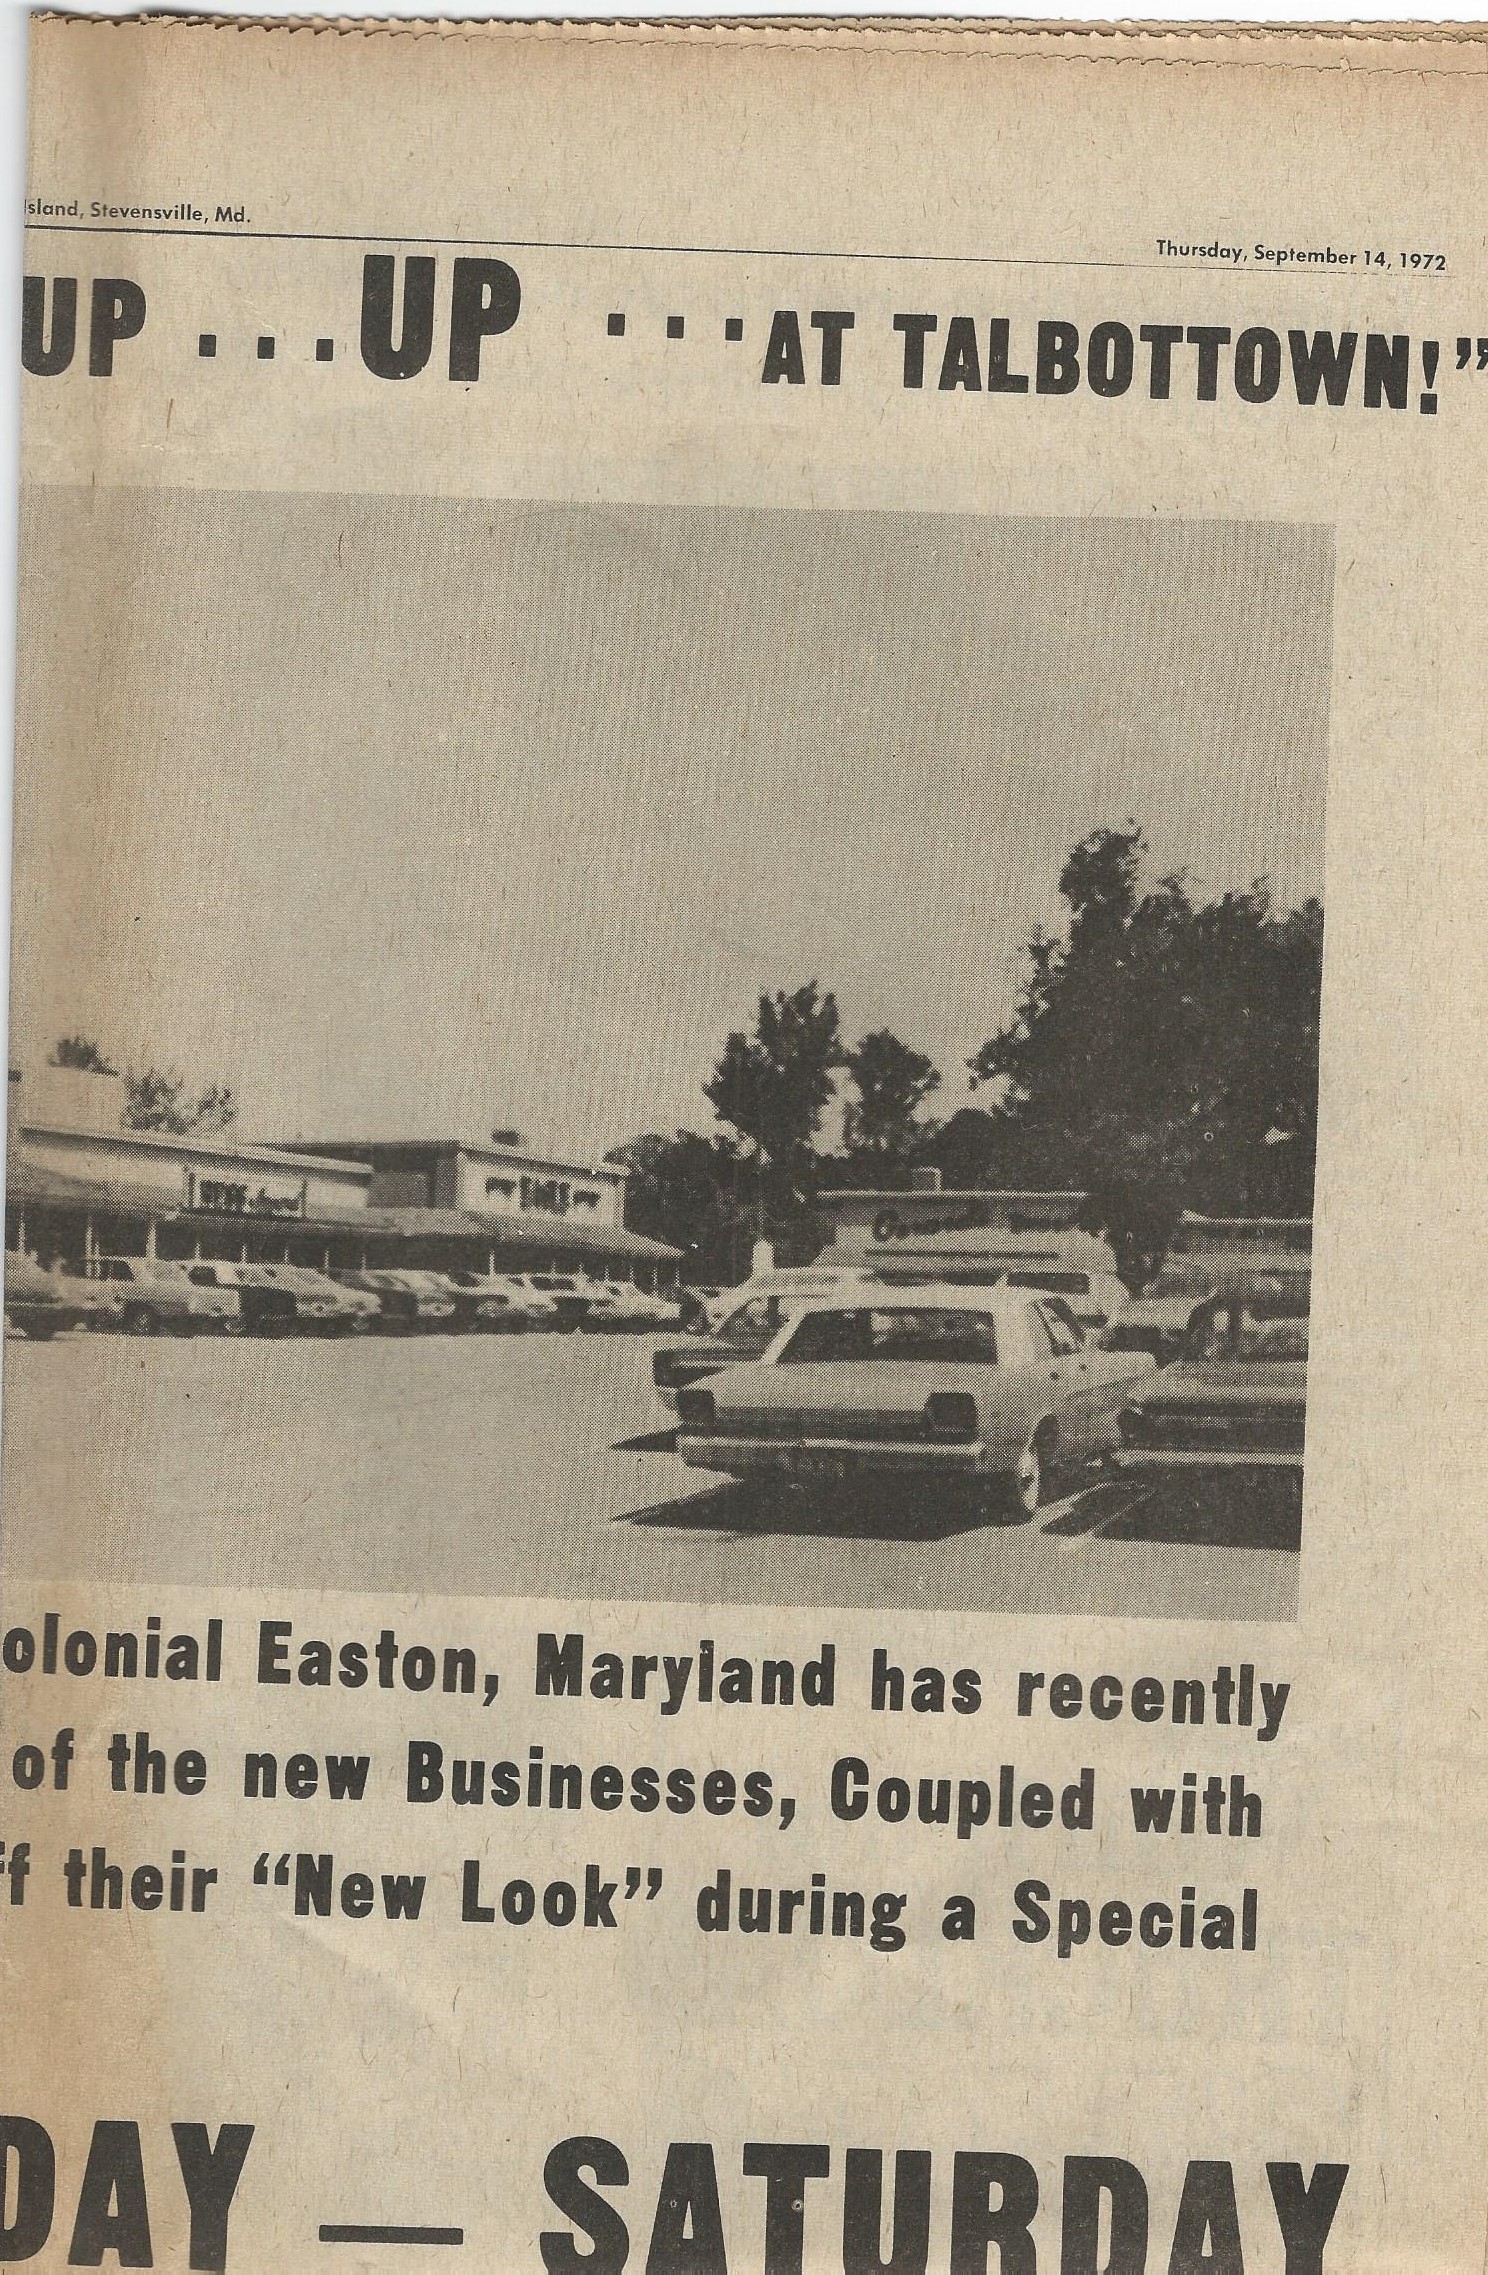 Island, Stevensville, Md.
Thursday, September 14, 1972
UP ...UP ...AT TALBOTTOWN!”
olonial Easton, Maryland has recently
of the new Businesses, Coupled with
ff their “New Look” during a Special
DAY — SATURDAY